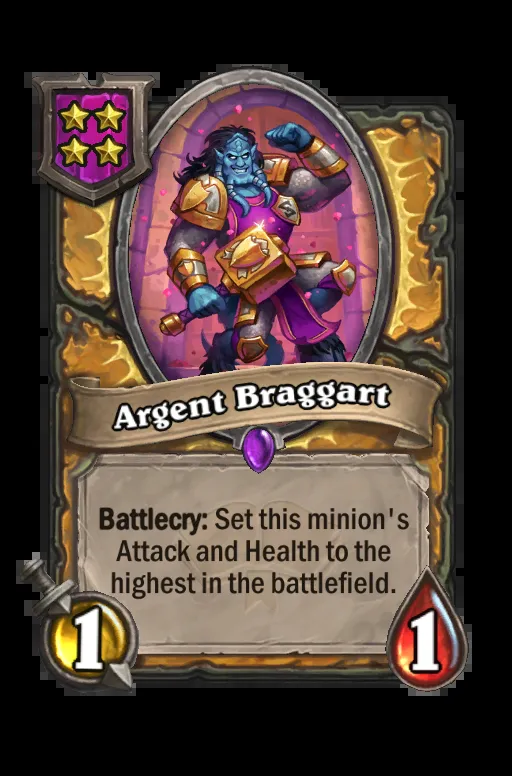 Argent Braggart
Battlecry: Set this minion's
Attack and Health to the
highest in the battlefield.
1
1